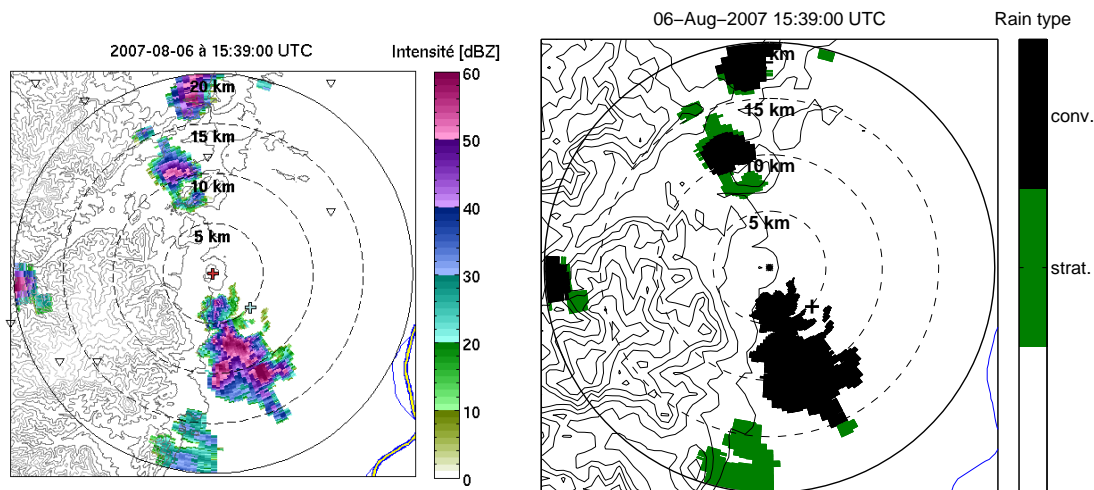 2007-08-06 à 15:39:00 UTC
Intensité [dBZ]
20 km
15 km
10 km
5 km
60
50
40
30
20
10
0
06–Aug–2007 15:39:00 UTC
Rain type
km
15 km
10 km
5 km
conv.
strat.